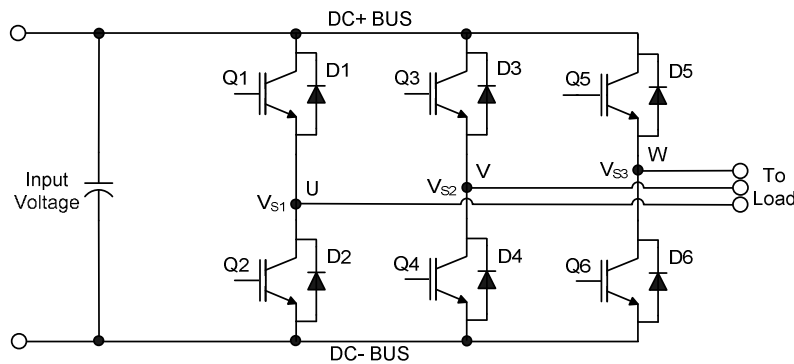 DC+ BUS
Q1
D1
Q3
D3
Q5
D5
Input
Voltage
VS1
U
VS2
V
VS3
W
To
Load
Q2
D2
Q4
D4
Q6
D6
DC- BUS